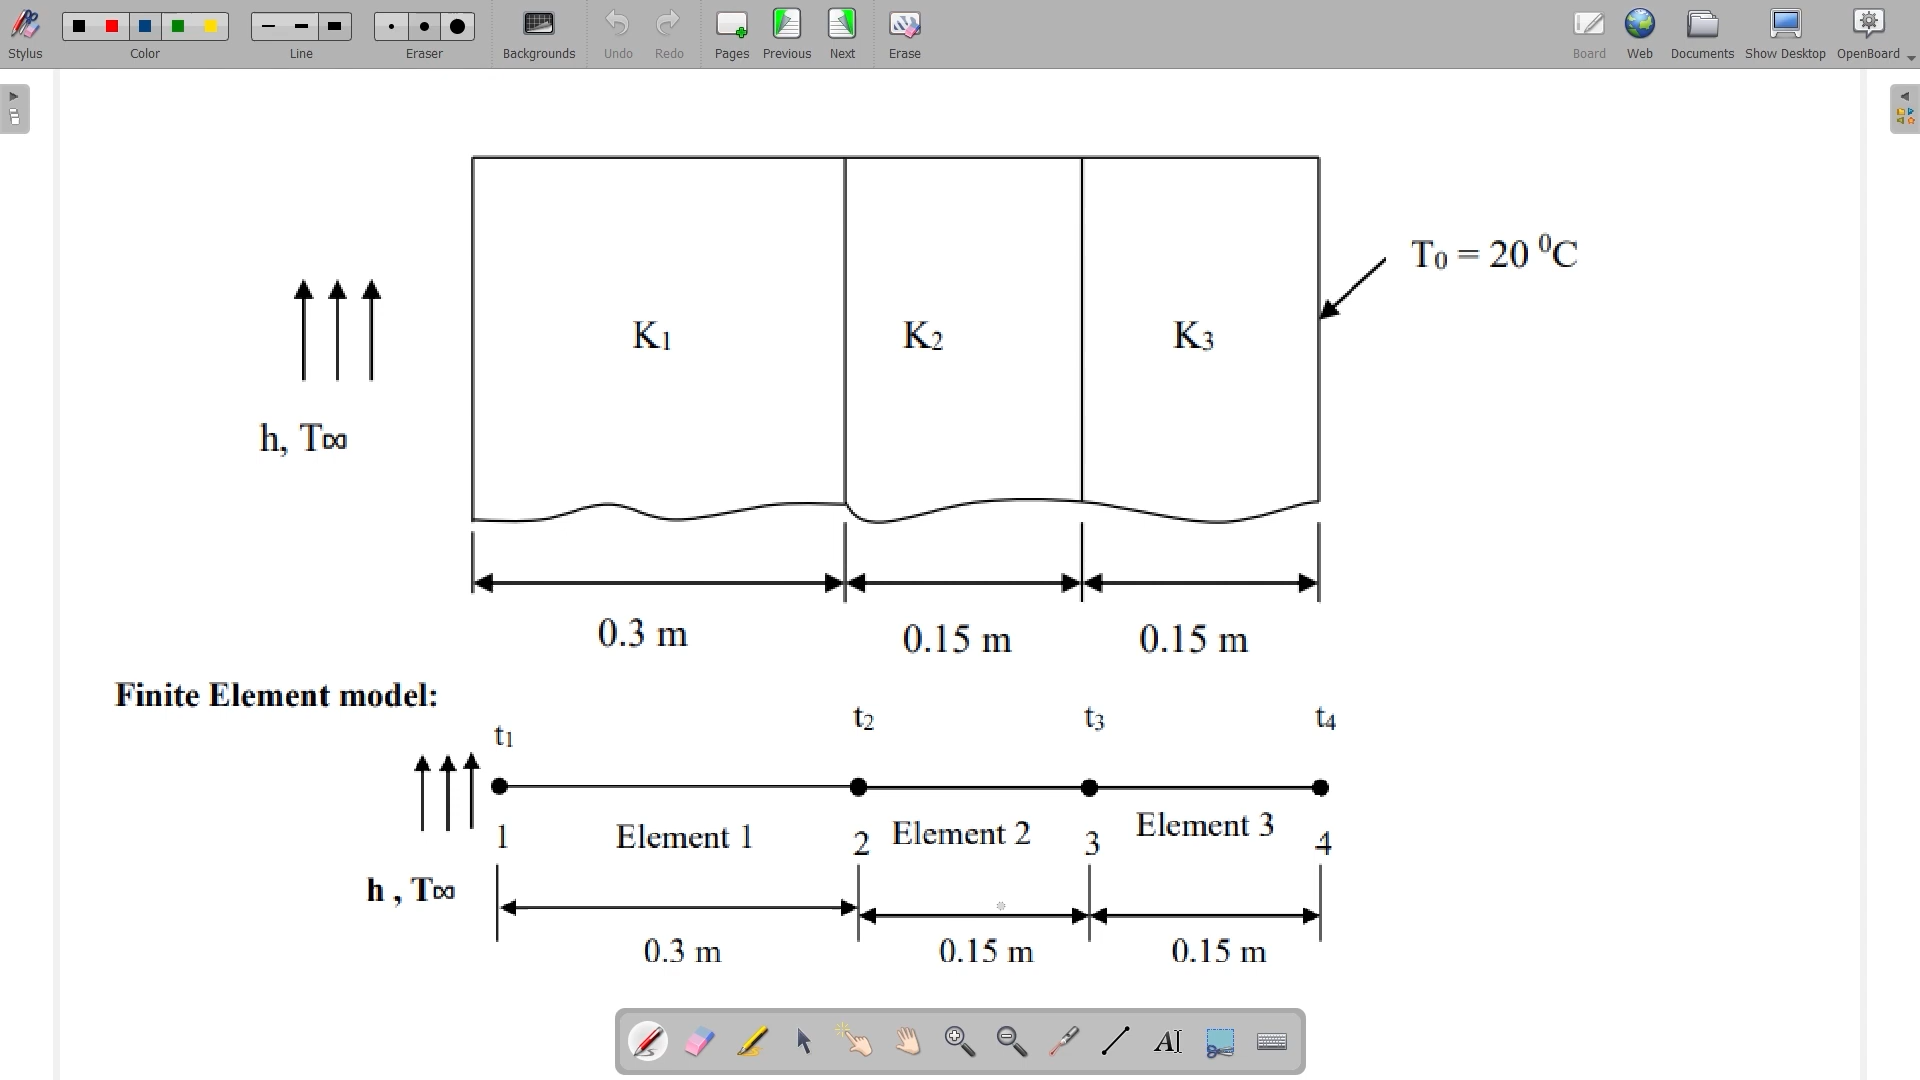 Stylus Color Line Eraser Backgrounds Undo Redo Pages Previous Next Erase Board Web Documents Show Desktop OpenBoard
T₀ = 20 ⁰C
K₁ K₂ K₃
h, T∞
0.3 m 0.15 m 0.15 m
Finite Element model:
t₁ t₂ t₃ t₄
1 Element 1 2 Element 2 3 Element 3 4
h , T∞
0.3 m 0.15 m 0.15 m